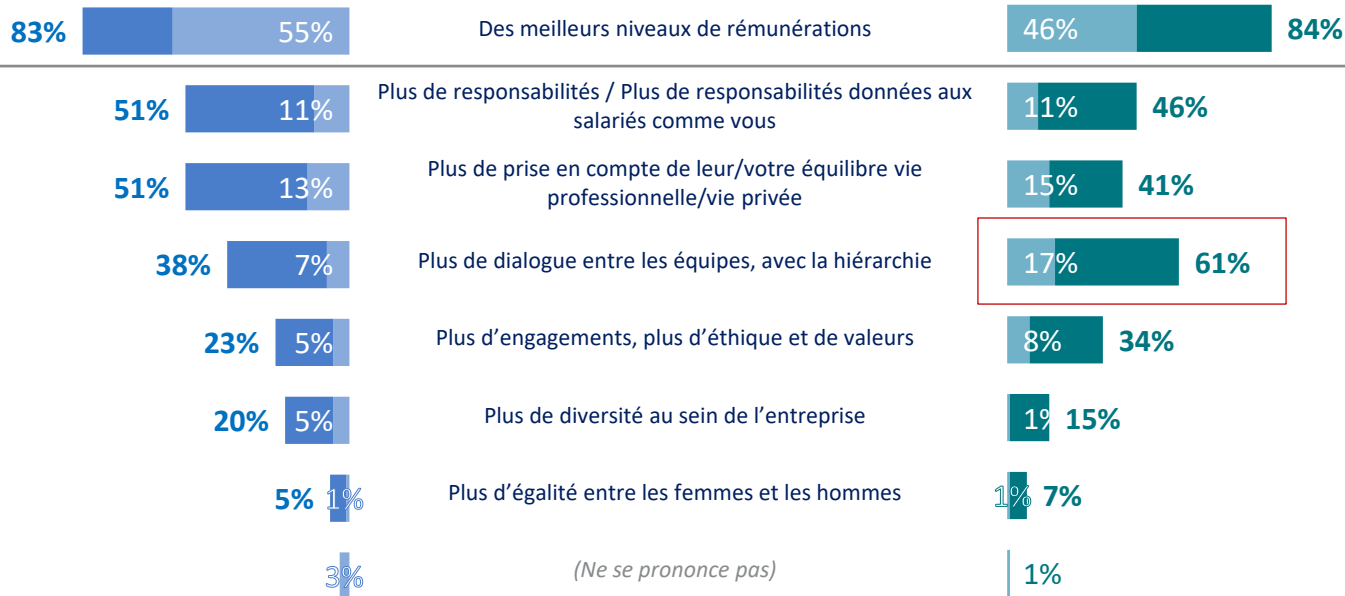 83% 55% Des meilleurs niveaux de rémunérations 46% 84%
51% 11% Plus de responsabilités / Plus de responsabilités données aux 11% 46%
salariés comme vous
51% 13% Plus de prise en compte de leur/votre équilibre vie 15% 41%
professionnelle/vie privée
38% 7% Plus de dialogue entre les équipes, avec la hiérarchie 17% 61%
23% 5% Plus d’engagements, plus d’éthique et de valeurs 8% 34%
20% 5% Plus de diversité au sein de l’entreprise 1% 15%
5% 1% Plus d’égalité entre les femmes et les hommes 1% 7%
3% (Ne se prononce pas) 1%